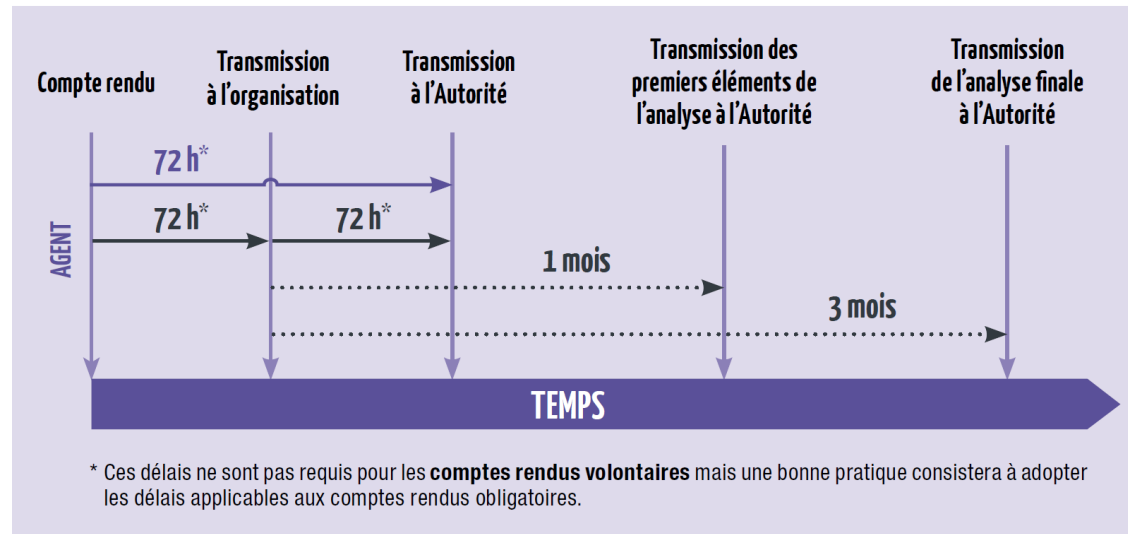 Compte rendu
Transmission
à l'organisation
Transmission
à l'Autorité
Transmission des
premiers éléments de
l'analyse à l'Autorité
Transmission
de l'analyse finale
à l'Autorité
AGENT
72 h*
72 h*
72 h*
1 mois
3 mois
TEMPS
* Ces délais ne sont pas requis pour les comptes rendus volontaires mais une bonne pratique consistera à adopter
les délais applicables aux comptes rendus obligatoires.